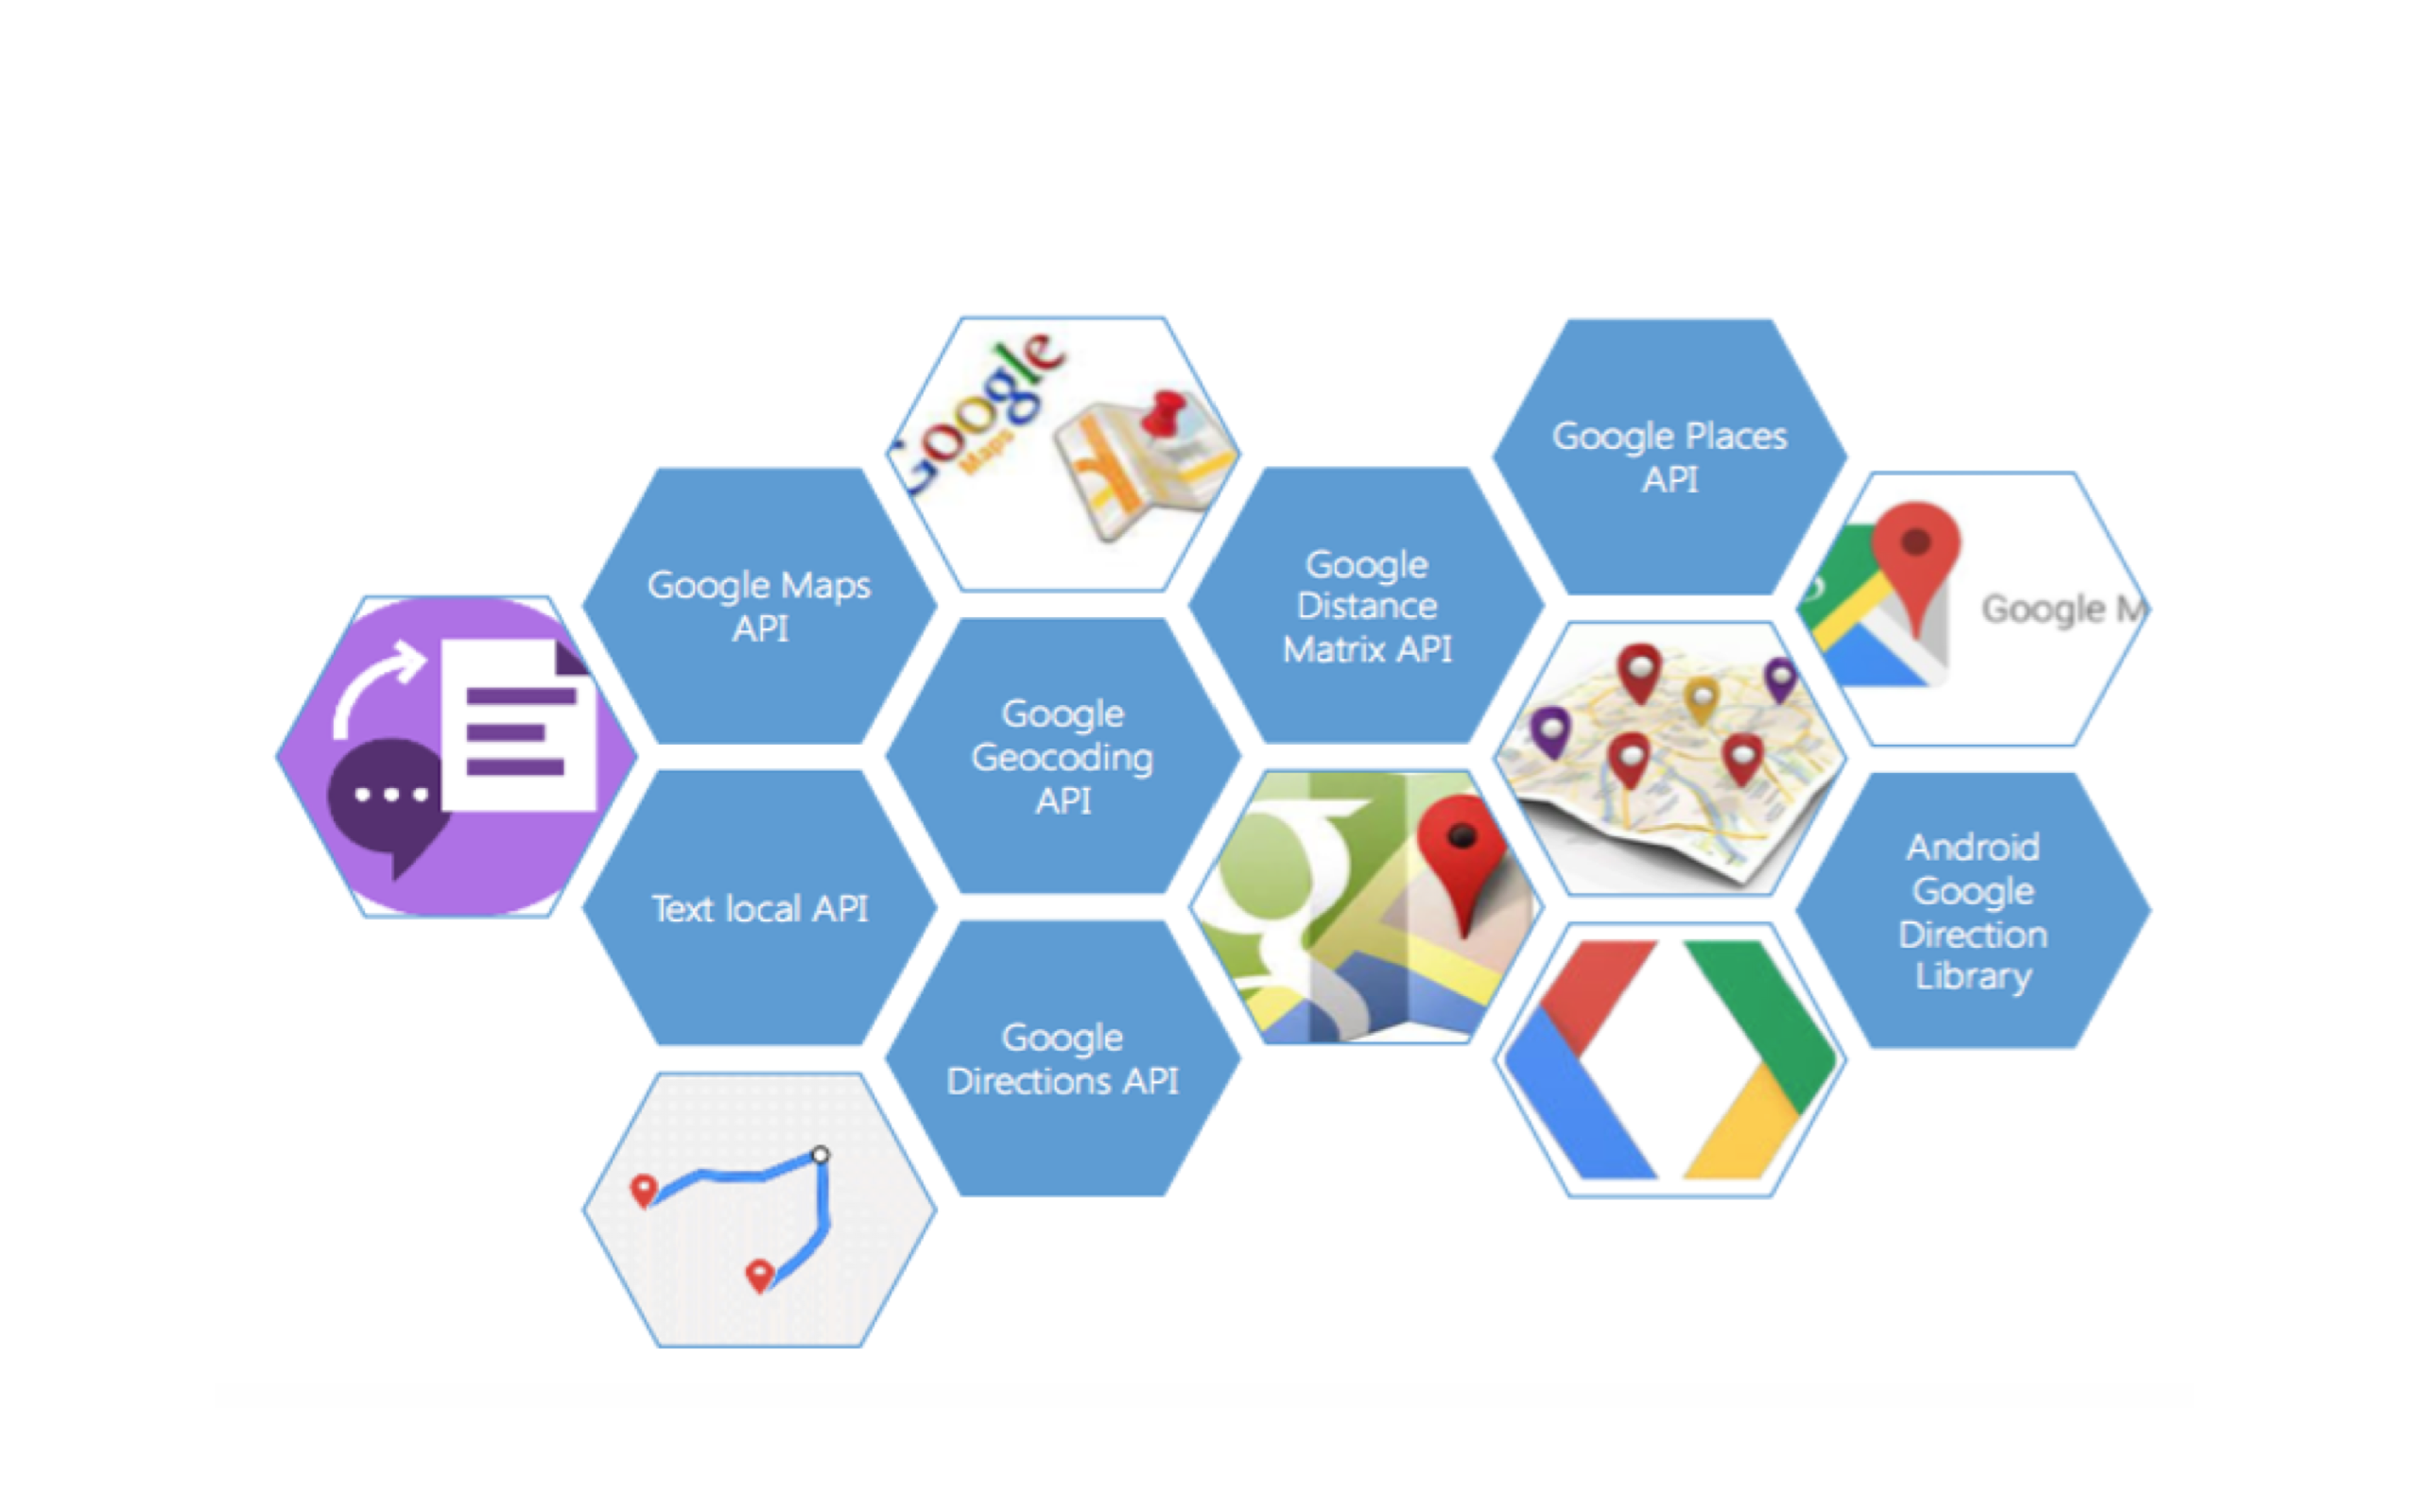 Google
Maps
Google Places
API
Google Maps
API
Google
Distance
Matrix API
Google M
Google
Geocoding
API
Text local API
Android
Google
Direction
Library
Google
Directions API